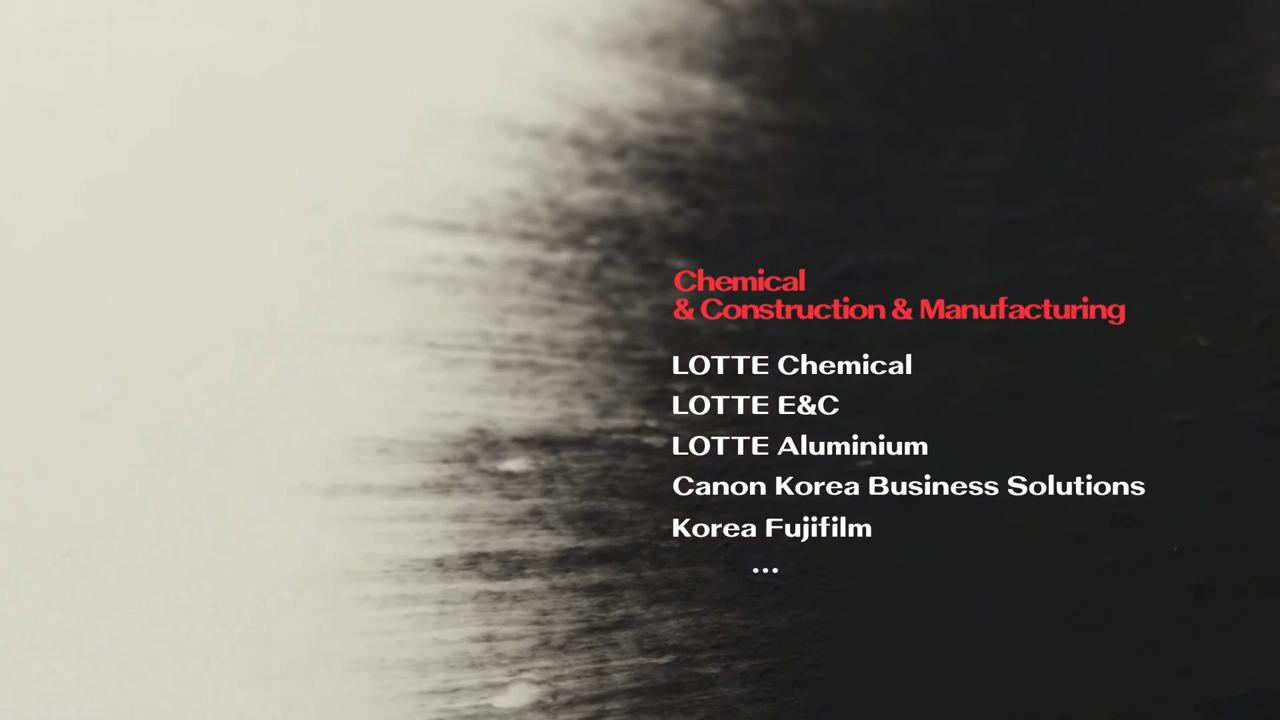 Chemical
& Construction & Manufacturing
LOTTE Chemical
LOTTE E&C
LOTTE Aluminium
Canon Korea Business Solutions
Korea Fujifilm
...